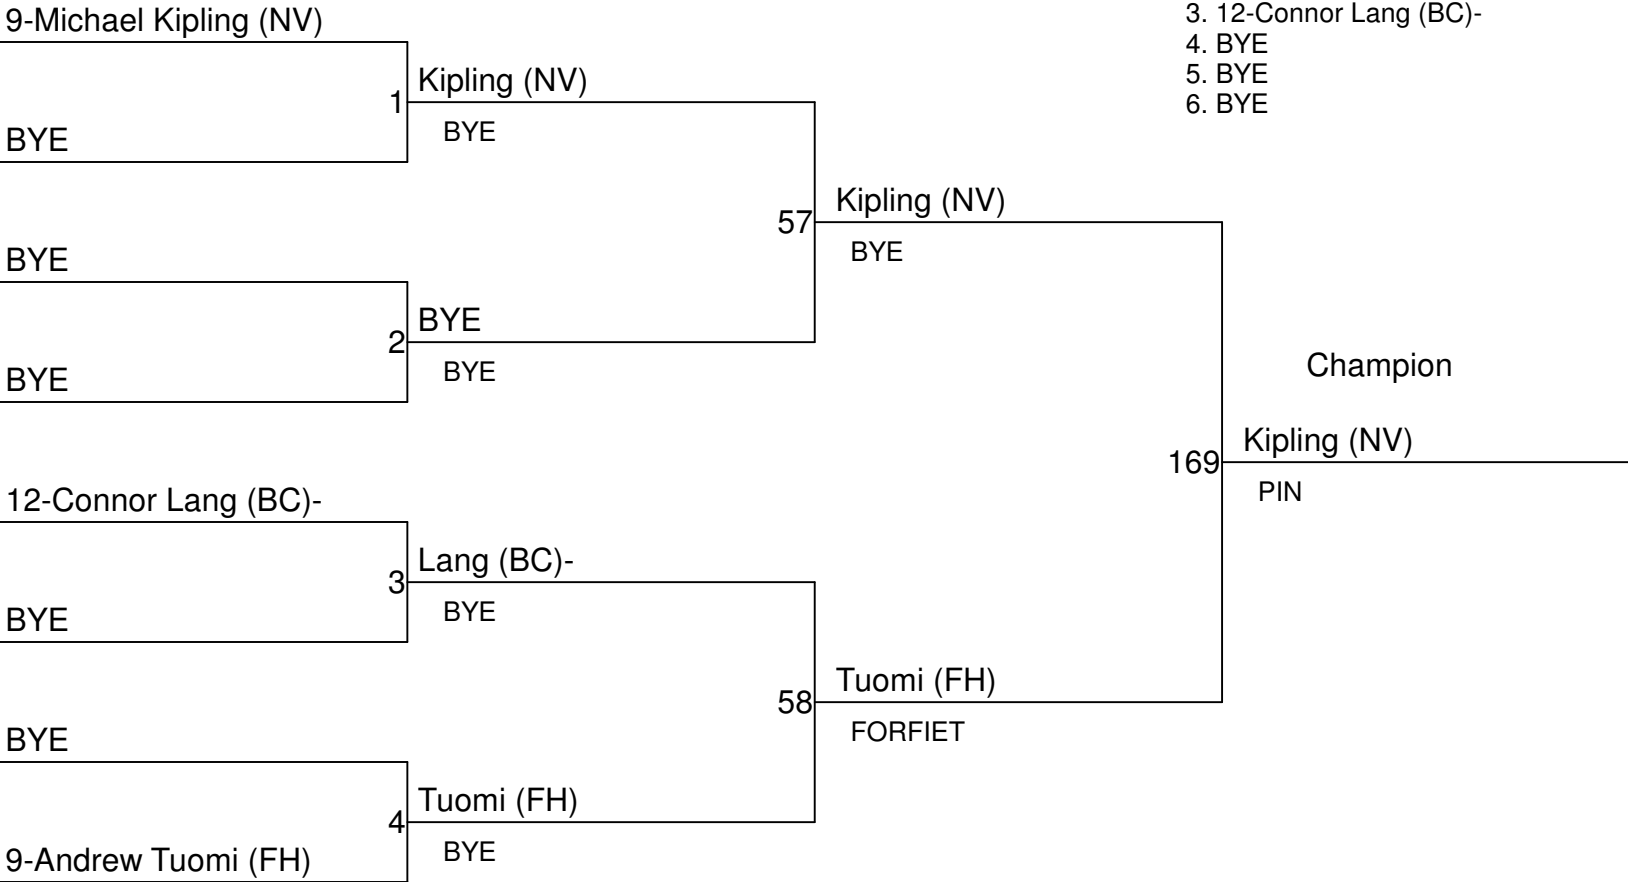 9-Michael Kipling (NV)
1
BYE
BYE
2
BYE
12-Connor Lang (BC)-
3
BYE
BYE
4
9-Andrew Tuomi (FH)
Kipling (NV)
BYE
57
BYE
BYE
Lang (BC)-
BYE
58
Tuomi (FH)
BYE
Kipling (NV)
BYE
169
Tuomi (FH)
FORFIET
3. 12-Connor Lang (BC)-
4. BYE
5. BYE
6. BYE
Champion
Kipling (NV)
PIN